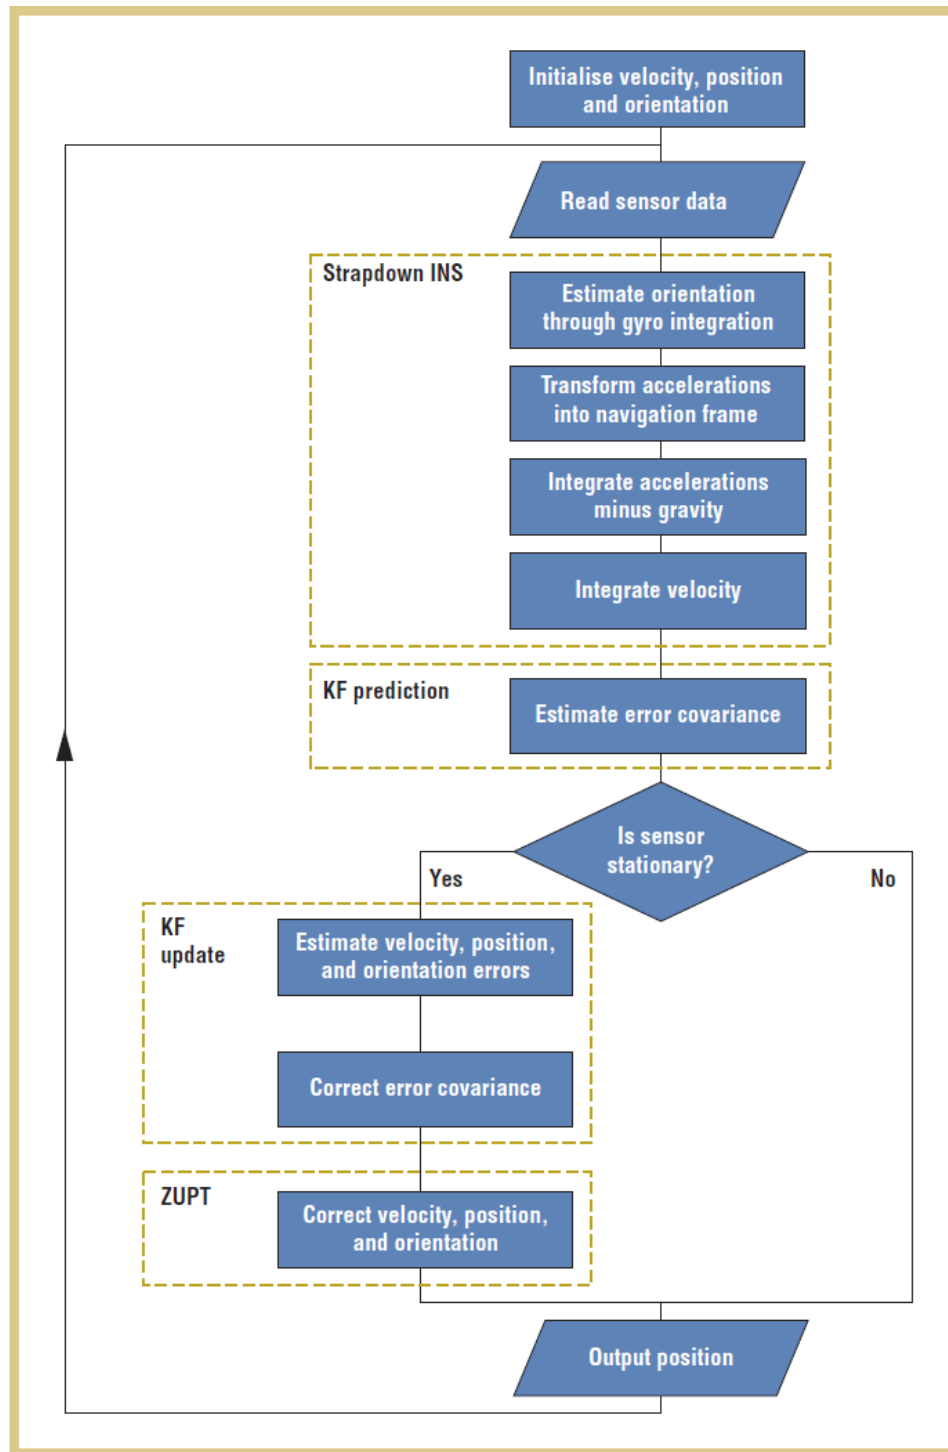 Initialise velocity, position
and orientation
Read sensor data
Strapdown INS
Estimate orientation
through gyro integration
Transform accelerations
into navigation frame
Integrate accelerations
minus gravity
Integrate velocity
KF prediction
Estimate error covariance
Is sensor
stationary?
Yes
No
KF
update
Estimate velocity, position,
and orientation errors
Correct error covariance
ZUPT
Correct velocity, position,
and orientation
Output position